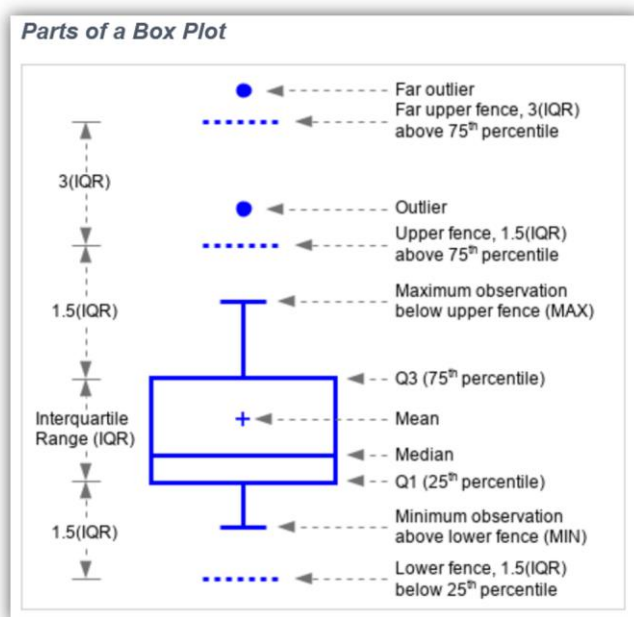 Parts of a Box Plot
Far outlier
Far upper fence, 3(IQR)
above 75th percentile
3(IQR)
Outlier
Upper fence, 1.5(IQR)
above 75th percentile
Maximum observation
below upper fence (MAX)
1.5(IQR)
Q3 (75th percentile)
Interquartile
Range (IQR)
Mean
Median
Q1 (25th percentile)
Minimum observation
above lower fence (MIN)
1.5(IQR)
Lower fence, 1.5(IQR)
below 25th percentile